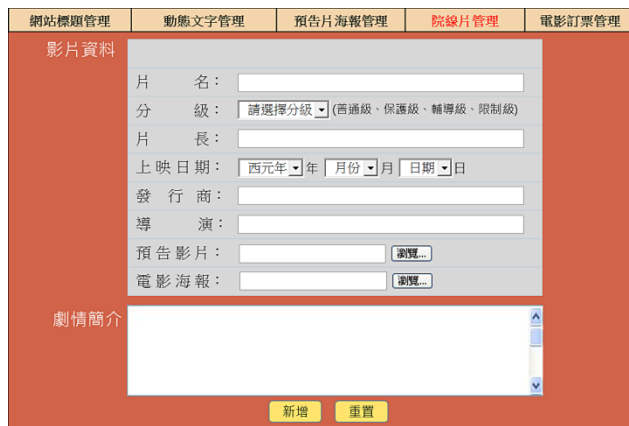 網站標題管理 動態文字管理 預告片海報管理 院線片管理 電影訂票管理
影片資料
片 名：
分 級： 請選擇分級 (普通級、保護級、輔導級、限制級)
片 長：
上映日期： 西元年 年 月份 月 日期 日
發 行 商：
導 演：
預告影片： 瀏覽...
電影海報： 瀏覽...
劇情簡介
新增 重置